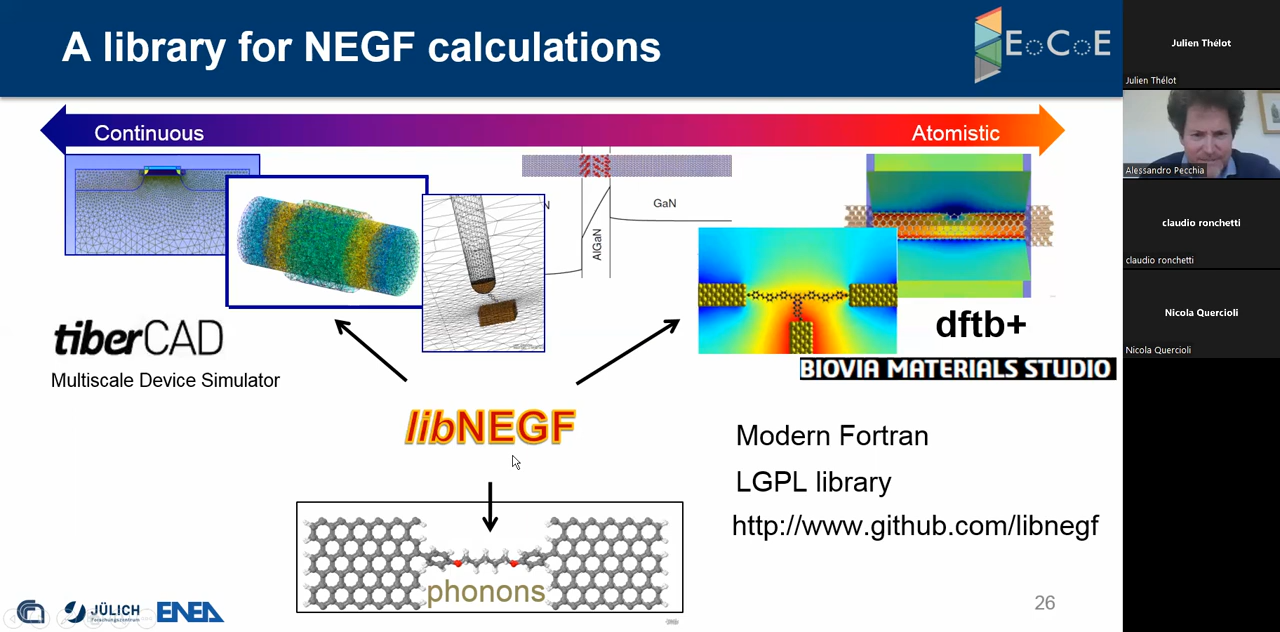 A library for NEGF calculations
EoCoE
Continuous
Atomistic
N
GaN
AlGaN
tiberCAD
Multiscale Device Simulator
dftb+
BIOVIA MATERIALS STUDIO
libNEGF
Modern Fortran
LGPL library
http://www.github.com/libnegf
phonons
JÜLICH
Forschungszentrum
ENEA
26
Julien Thélot
Julien Thélot
Alessandro Pecchia
claudio ronchetti
claudio ronchetti
Nicola Quercioli
Nicola Quercioli